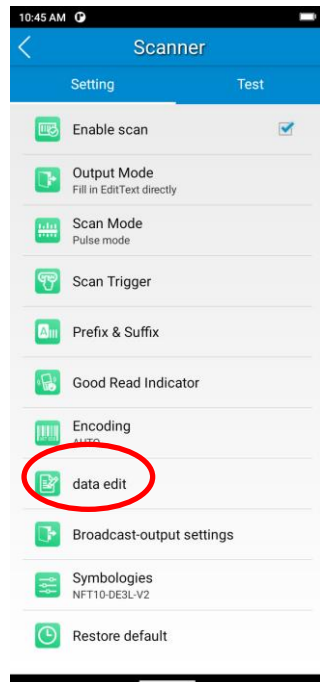 10:45 AM
Scanner
Setting Test
Enable scan
Output Mode
Fill in EditText directly
Scan Mode
Pulse mode
Scan Trigger
Prefix & Suffix
Good Read Indicator
Encoding
AUTO
data edit
Broadcast-output settings
Symbologies
NFT10-DE3L-V2
Restore default